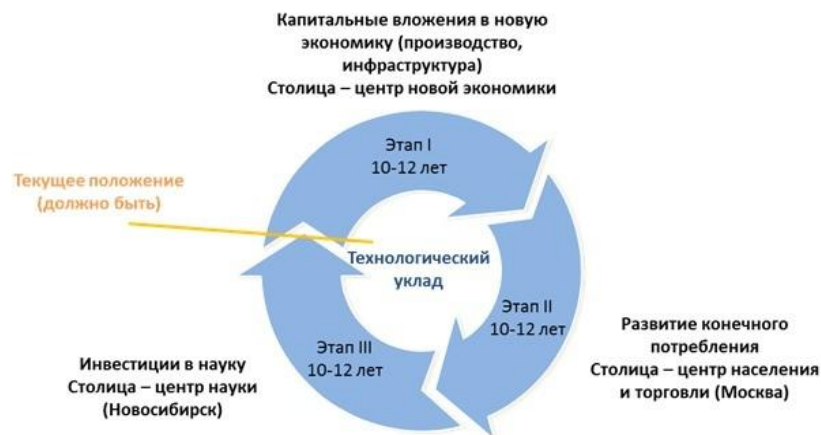 Капитальные вложения в новую
экономику (производство,
инфраструктура)
Столица – центр новой экономики
Этап I
10-12 лет
Текущее положение
(должно быть)
Технологический
уклад
Этап II
10-12 лет
Развитие конечного
потребления
Столица – центр населения
и торговли (Москва)
Этап III
10-12 лет
Инвестиции в науку
Столица – центр науки
(Новосибирск)